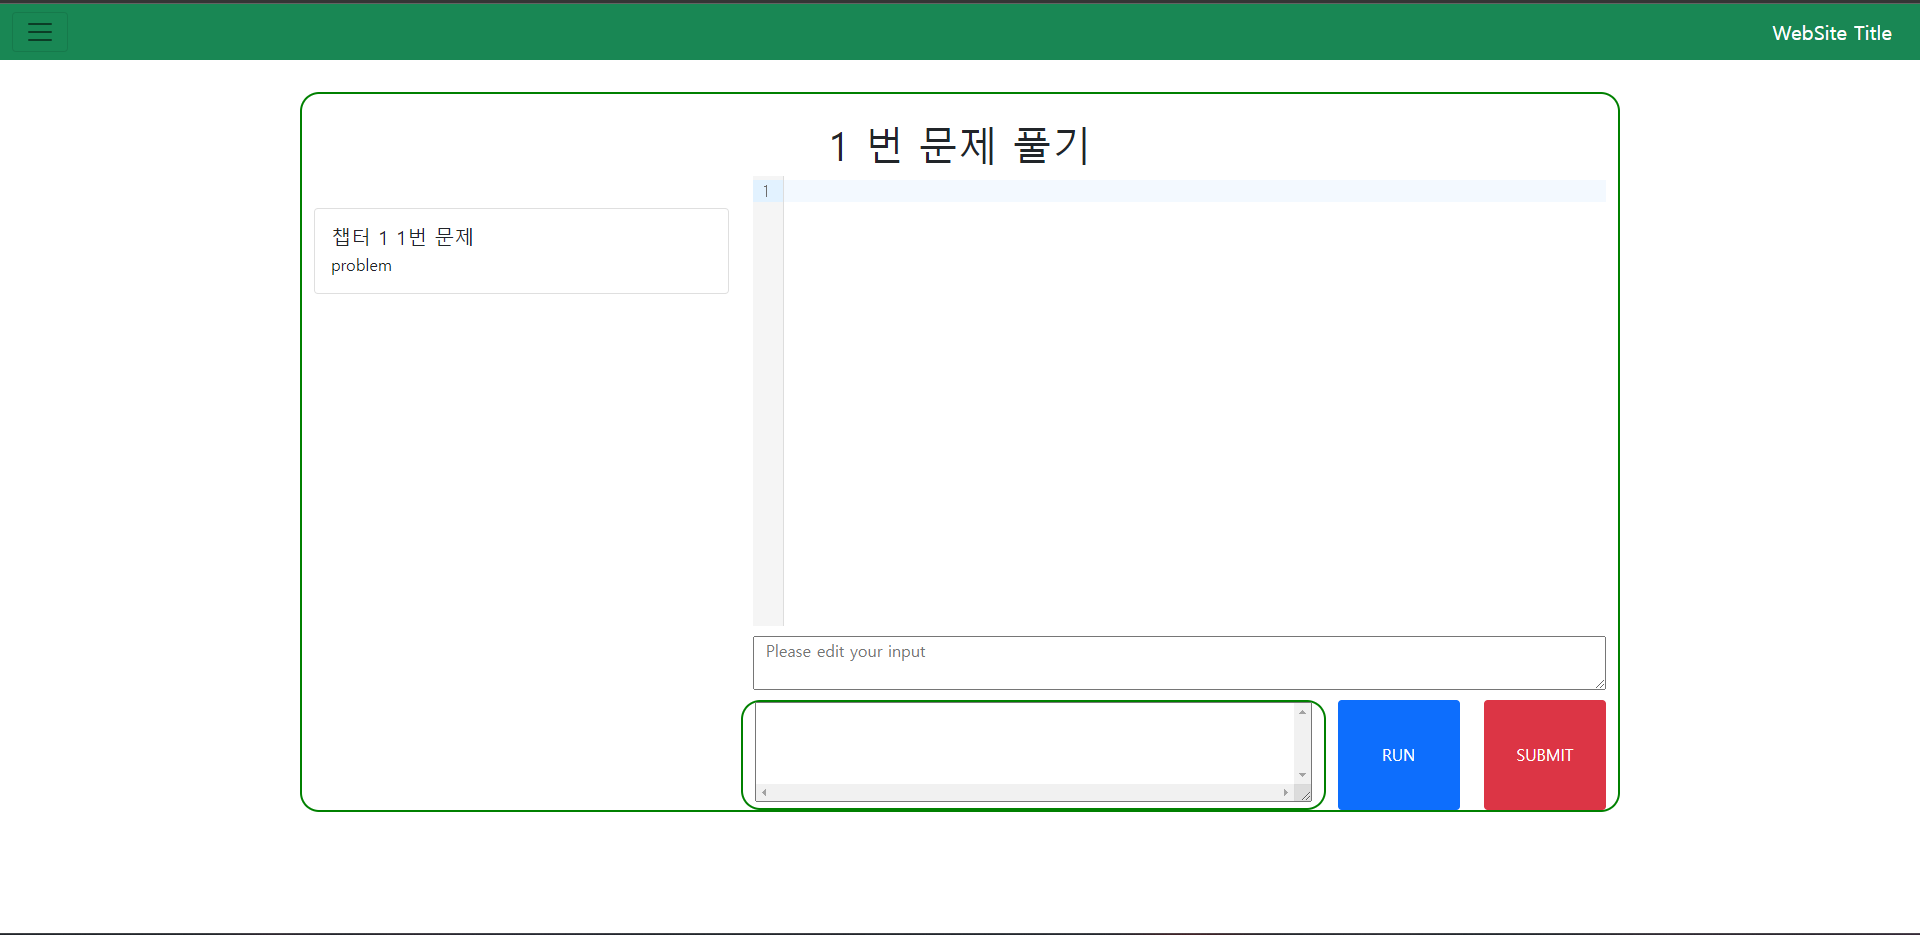 WebSite Title
1 번 문제 풀기
챕터 1 1번 문제
problem
1
Please edit your input
RUN
SUBMIT